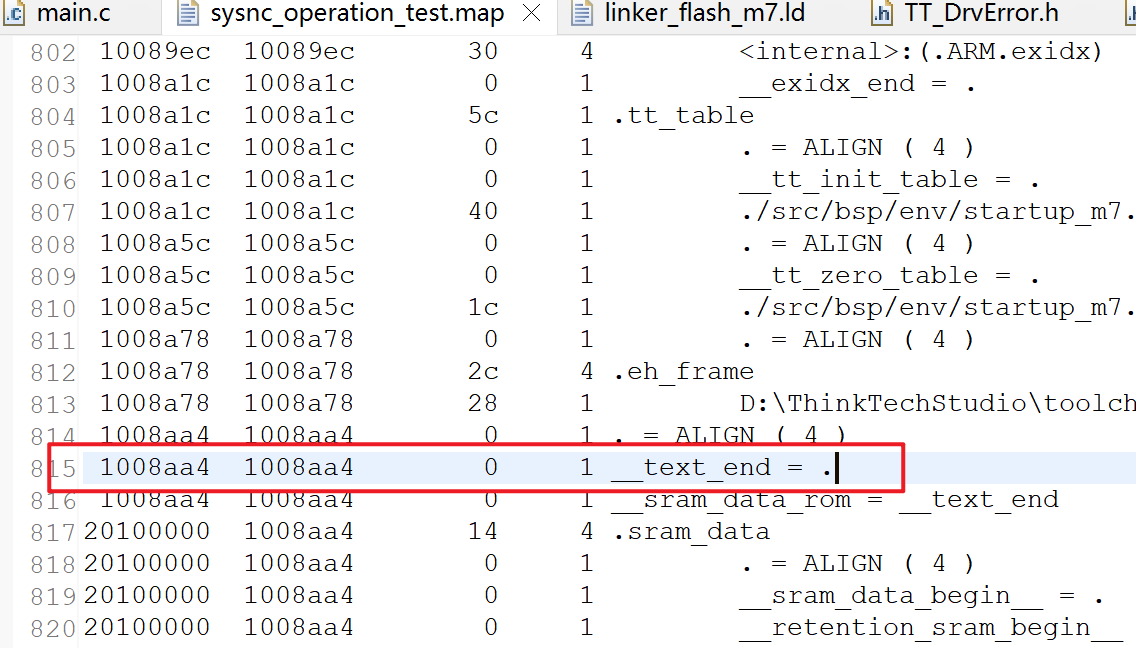 main.c sysnc_operation_test.map linker_flash_m7.ld TT_DrvError.h
802 10089ec 10089ec 30 4 <internal>:(.ARM.exidx)
803 1008a1c 1008a1c 0 1 __exidx_end = .
804 1008a1c 1008a1c 5c 1 .tt_table
805 1008a1c 1008a1c 0 1 . = ALIGN ( 4 )
806 1008a1c 1008a1c 0 1 __tt_init_table = .
807 1008a1c 1008a1c 40 1 ./src/bsp/env/startup_m7.
808 1008a5c 1008a5c 0 1 . = ALIGN ( 4 )
809 1008a5c 1008a5c 0 1 __tt_zero_table = .
810 1008a5c 1008a5c 1c 1 ./src/bsp/env/startup_m7.
811 1008a78 1008a78 0 1 . = ALIGN ( 4 )
812 1008a78 1008a78 2c 4 .eh_frame
813 1008a78 1008a78 28 1 D:\ThinkTechStudio\toolch
814 1008aa4 1008aa4 0 1 . = ALIGN ( 4 )
815 1008aa4 1008aa4 0 1 __text_end = .
816 1008aa4 1008aa4 0 1 __sram_data_rom = __text_end
817 20100000 1008aa4 14 4 .sram_data
818 20100000 1008aa4 0 1 . = ALIGN ( 4 )
819 20100000 1008aa4 0 1 __sram_data_begin__ = .
820 20100000 1008aa4 0 1 __retention_sram_begin__